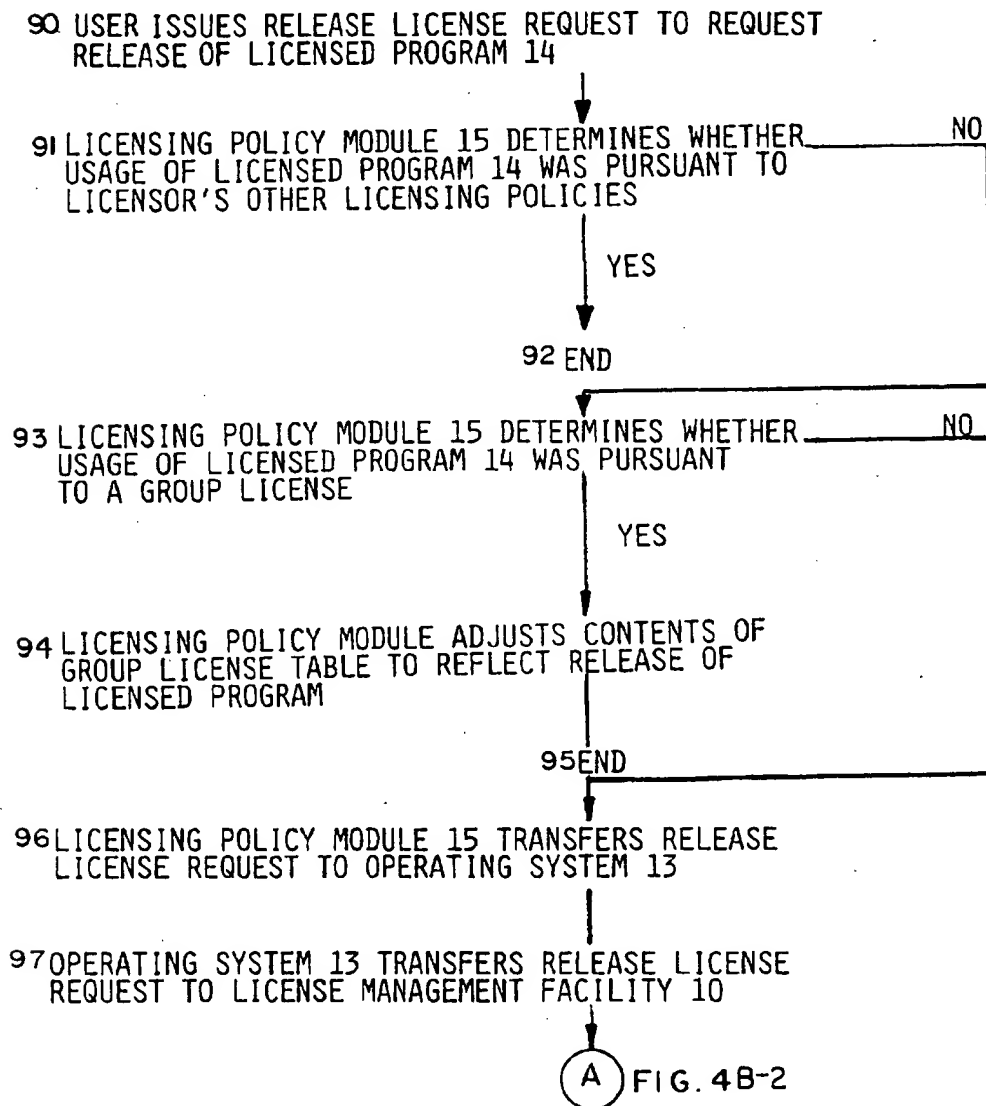 90 USER ISSUES RELEASE LICENSE REQUEST TO REQUEST
RELEASE OF LICENSED PROGRAM 14
91 LICENSING POLICY MODULE 15 DETERMINES WHETHER NO
USAGE OF LICENSED PROGRAM 14 WAS PURSUANT TO
LICENSOR'S OTHER LICENSING POLICIES
YES
92 END
93 LICENSING POLICY MODULE 15 DETERMINES WHETHER NO
USAGE OF LICENSED PROGRAM 14 WAS PURSUANT
TO A GROUP LICENSE
YES
94 LICENSING POLICY MODULE ADJUSTS CONTENTS OF
GROUP LICENSE TABLE TO REFLECT RELEASE OF
LICENSED PROGRAM
95 END
96 LICENSING POLICY MODULE 15 TRANSFERS RELEASE
LICENSE REQUEST TO OPERATING SYSTEM 13
97 OPERATING SYSTEM 13 TRANSFERS RELEASE LICENSE
REQUEST TO LICENSE MANAGEMENT FACILITY 10
A FIG. 4B-2